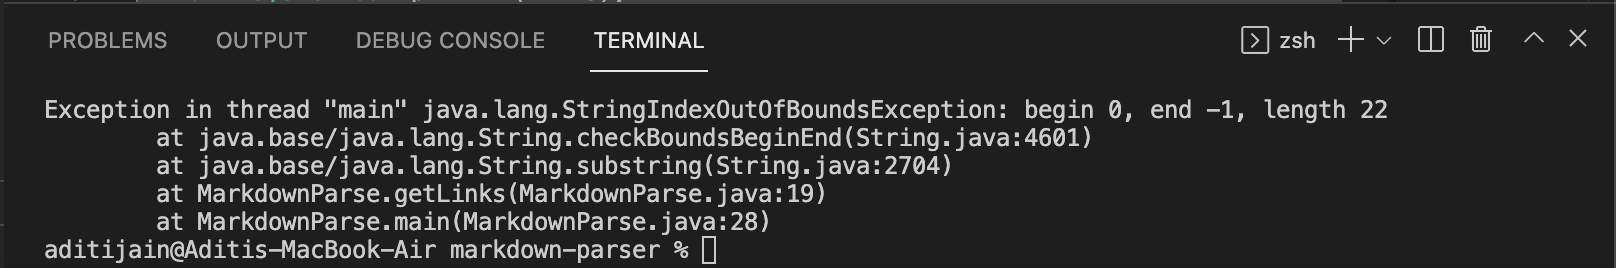 PROBLEMS OUTPUT DEBUG CONSOLE TERMINAL zsh
Exception in thread "main" java.lang.StringIndexOutOfBoundsException: begin 0, end -1, length 22
at java.base/java.lang.String.checkBoundsBeginEnd(String.java:4601)
at java.base/java.lang.String.substring(String.java:2704)
at MarkdownParse.getLinks(MarkdownParse.java:19)
at MarkdownParse.main(MarkdownParse.java:28)
aditijain@Aditis-MacBook-Air markdown-parser %